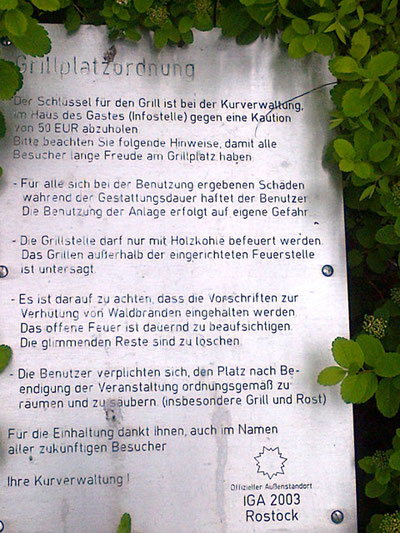 Grillplatzordnung
Der Schlüssel für den Grill ist bei der Kurverwaltung,
im Haus des Gastes (Infostelle) gegen eine Kaution
von 50 EUR abzuholen.
Bitte beachten Sie folgende Hinweise, damit alle
Besucher lange Freude am Grillplatz haben
- Für alle sich bei der Benutzung ergebenen Schäden
während der Gestattungsdauer haftet der Benutzer.
Die Benutzung der Anlage erfolgt auf eigene Gefahr.
- Die Grillstelle darf nur mit Holzkohle befeuert werden.
Das Grillen außerhalb der eingerichteten Feuerstelle
ist untersagt.
- Es ist darauf zu achten, dass die Vorschriften zur
Verhütung von Waldbränden eingehalten werden.
Das offene Feuer ist dauernd zu beaufsichtigen.
Die glimmenden Reste sind zu löschen.
- Die Benutzer verplichten sich, den Platz nach Be-
endigung der Veranstaltung ordnungsgemäß zu
räumen und zu säubern. (insbesondere Grill und Rost)
Für die Einhaltung dankt ihnen, auch im Namen
aller zukünftigen Besucher
Ihre Kurverwaltung!
Offizieller Außenstandort
IGA 2003
Rostock